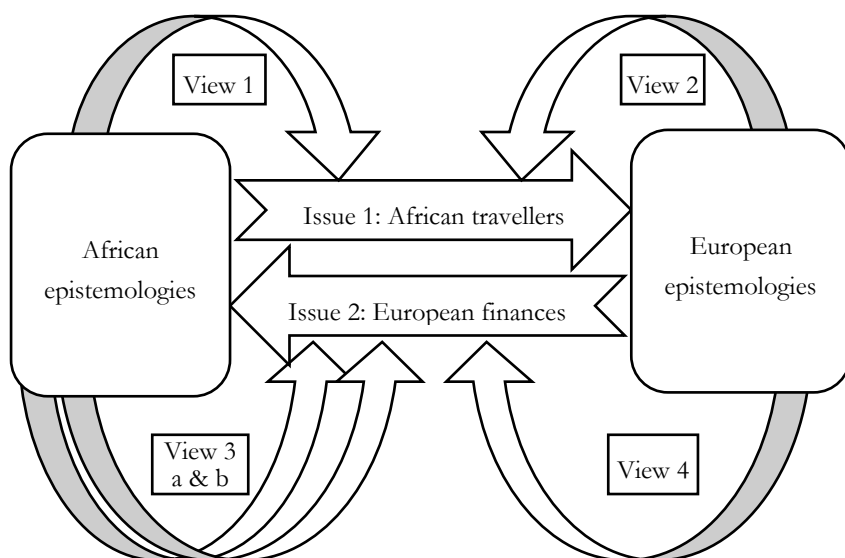 View 1
View 2
Issue 1: African travellers
African
epistemologies
European
epistemologies
Issue 2: European finances
View 3
a & b
View 4